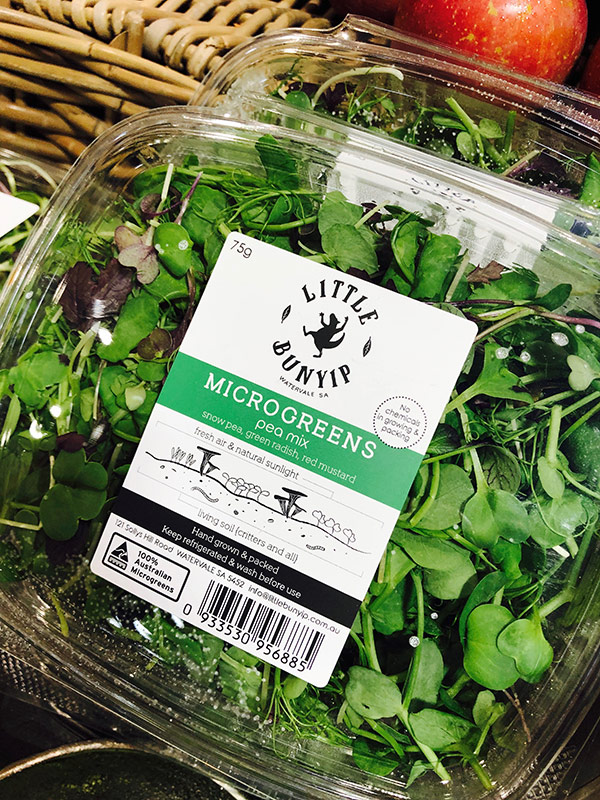 75g
LITTLE
BUNYIP
WATERVALE SA
MICROGREENS
pea mix
snow pea, green radish, red mustard
No
chemicals
in growing &
packing
fresh air & natural sunlight
living soil (critters and all)
Hand grown & packed
Keep refrigerated & wash before use
121 Sollys Hill Road WATERVALE SA 5452 info@littlebunyip.com.au
100%
Australian
Microgreens
0 933530 956885